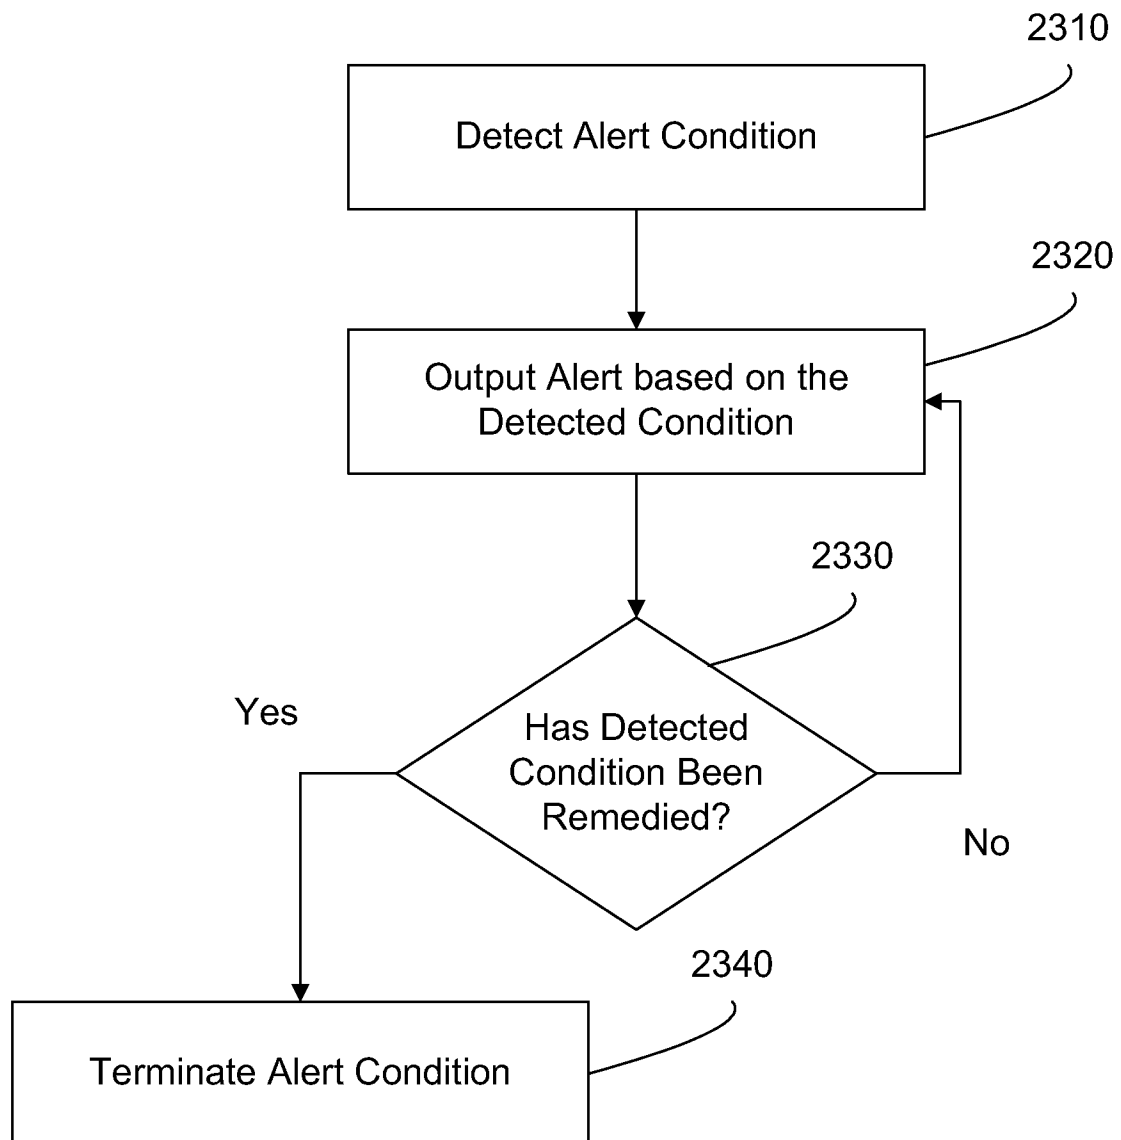 2310
Detect Alert Condition
2320
Output Alert based on the
Detected Condition
2330
Yes
Has Detected
Condition Been
Remedied?
No
2340
Terminate Alert Condition